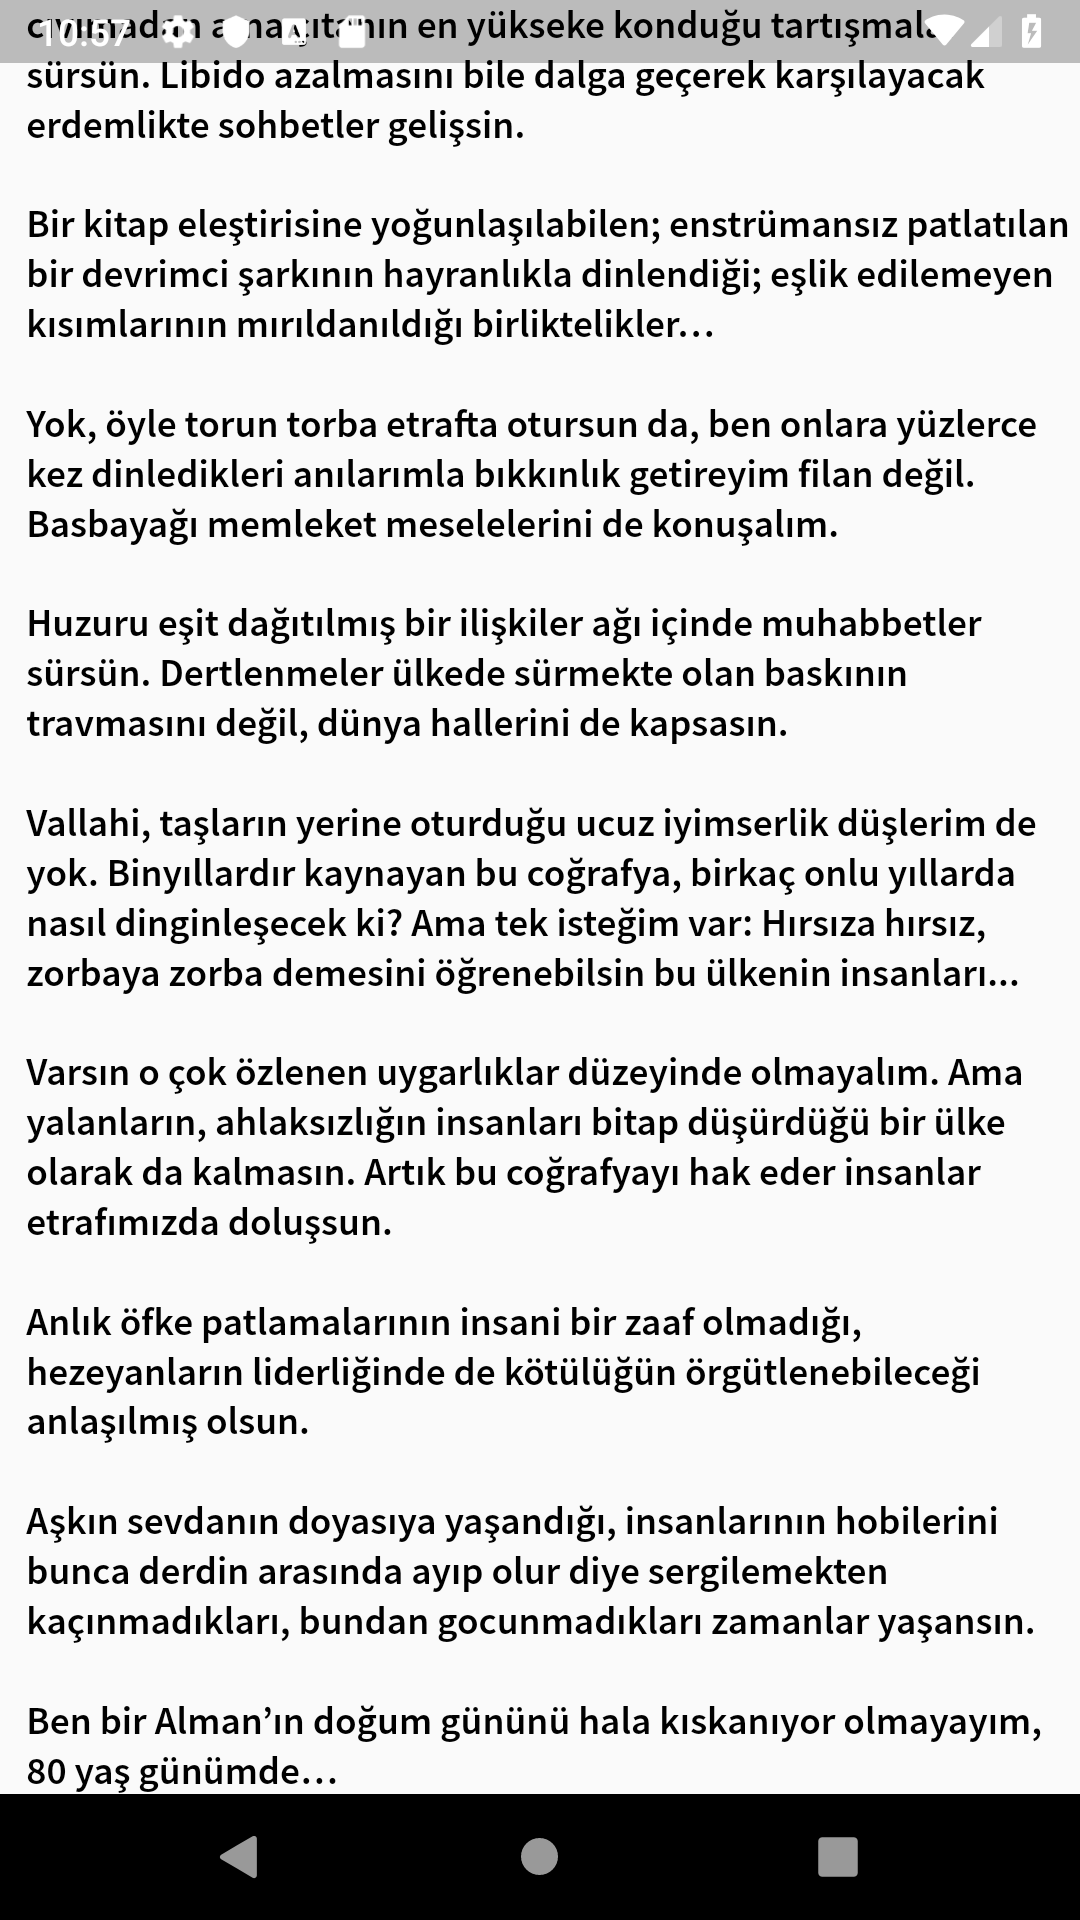 10:57
en yükseke konduğu
sürsün. Libido azalmasını bile dalga geçerek karşılayacak
erdemlikte sohbetler gelişsin.
Bir kitap eleştirisine yoğunlaşılabilen; enstrümansız patlatılan
bir devrimci şarkının hayranlıkla dinlendiği; eşlik edilemeyen
kısımlarının mırıldanıldığı birliktelikler…
Yok, öyle torun torba etrafta otursun da, ben onlara yüzlerce
kez dinledikleri anılarımla bıkkınlık getireyim filan değil.
Basbayağı memleket meselelerini de konuşalım.
Huzuru eşit dağıtılmış bir ilişkiler ağı içinde muhabbetler
sürsün. Dertlenmeler ülkede sürmekte olan baskının
travmasını değil, dünya hallerini de kapsasın.
Vallahi, taşların yerine oturduğu ucuz iyimserlik düşlerim de
yok. Binyıllardır kaynayan bu coğrafya, birkaç onlu yıllarda
nasıl dinginleşecek ki? Ama tek isteğim var: Hırsıza hırsız,
zorbaya zorba demesini öğrenebilsin bu ülkenin insanları...
Varsın o çok özlenen uygarlıklar düzeyinde olmayalım. Ama
yalanların, ahlaksızlığın insanları bitap düşürdüğü bir ülke
olarak da kalmasın. Artık bu coğrafyayı hak eder insanlar
etrafımızda doluşsun.
Anlık öfke patlamalarının insani bir zaaf olmadığı,
hezeyanların liderliğinde de kötülüğün örgütlenebileceği
anlaşılmış olsun.
Aşkın sevdanın doyasıya yaşandığı, insanlarının hobilerini
bunca derdin arasında ayıp olur diye sergilemekten
kaçınmadıkları, bundan gocunmadıkları zamanlar yaşansın.
Ben bir Alman’ın doğum gününü hala kıskanıyor olmayayım,
80 yaş günümde…